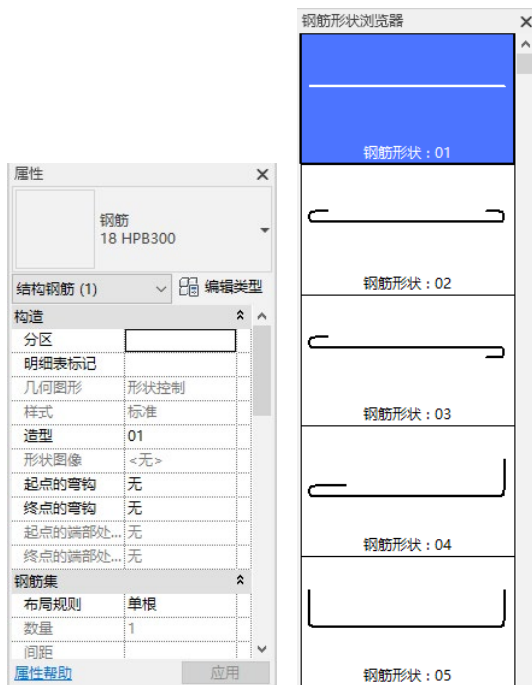 属性
钢筋
18 HPB300
结构钢筋 (1)
编辑类型
构造
分区
明细表标记
几何图形 形状控制
样式 标准
造型 01
形状图像 <无>
起点的弯钩 无
终点的弯钩 无
起点的端部处... 无
终点的端部处... 无
钢筋集
布局规则 单根
数量 1
间距
属性帮助
应用
钢筋形状浏览器
钢筋形状：01
钢筋形状：02
钢筋形状：03
钢筋形状：04
钢筋形状：05